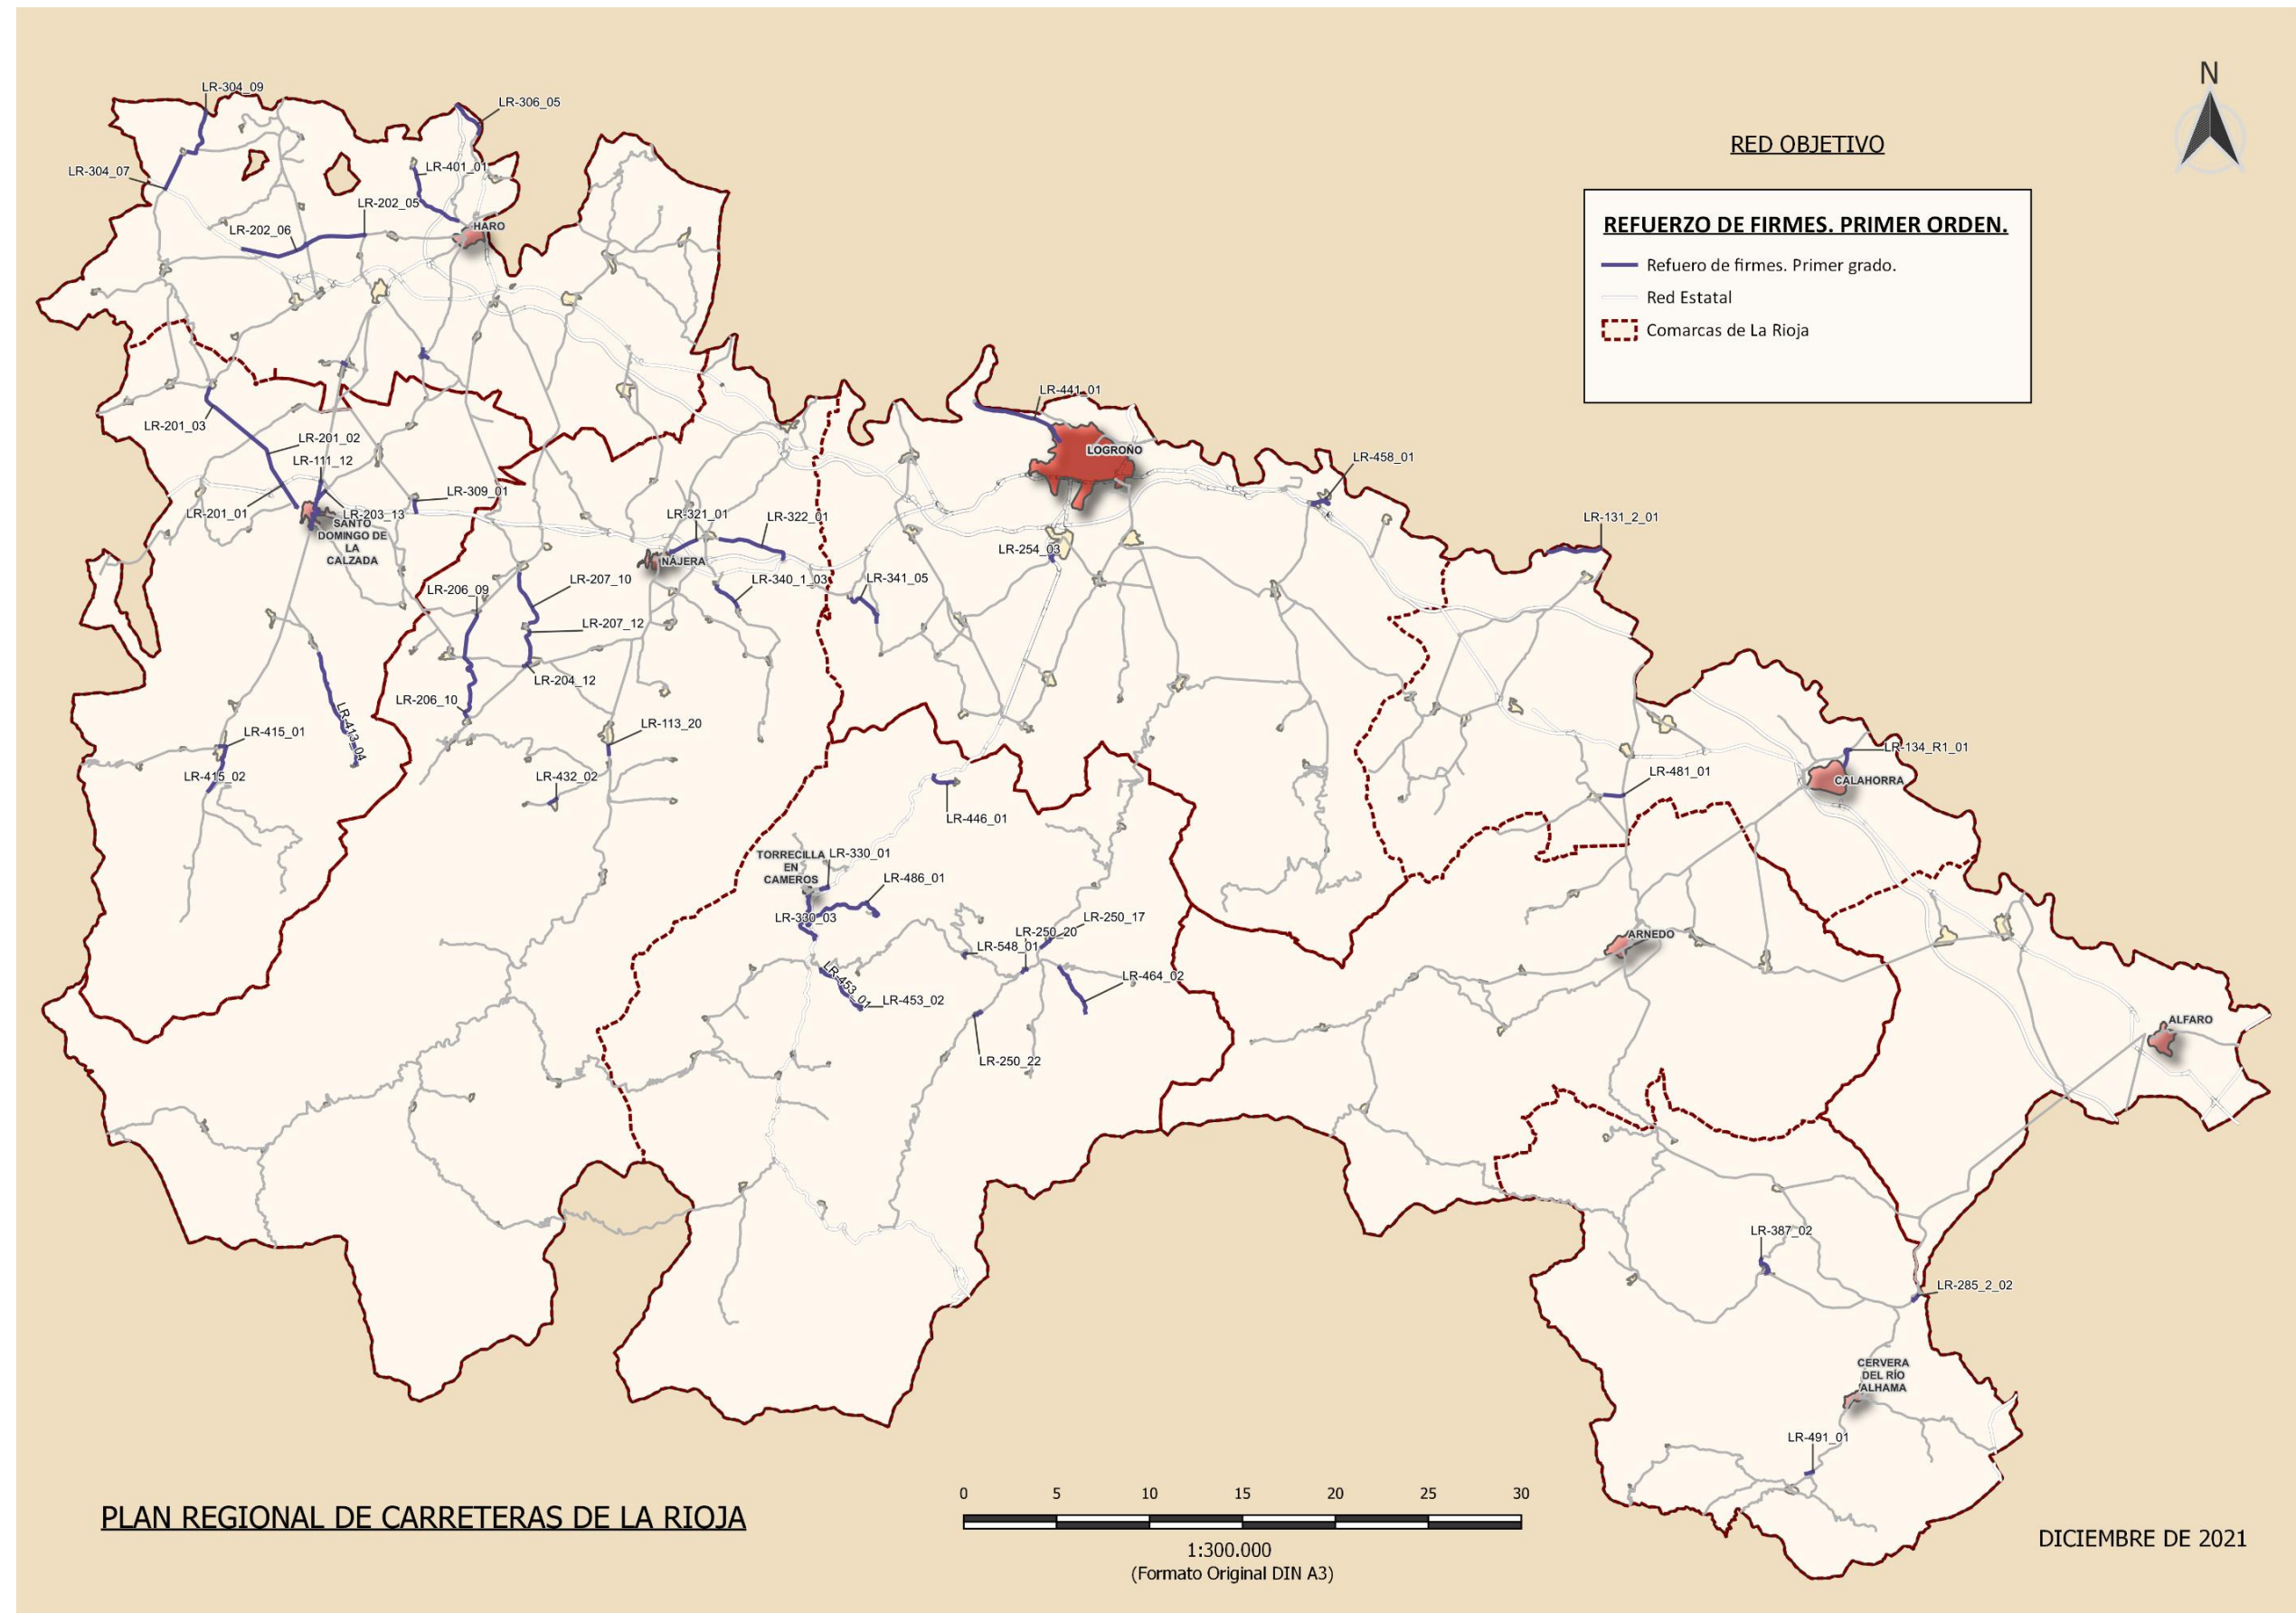 N
RED OBJETIVO
REFUERZO DE FIRMES. PRIMER ORDEN.
Refuero de firmes. Primer grado.
Red Estatal
Comarcas de La Rioja
LR-304_09
LR-306_05
LR-304_07
LR-401_01
LR-202_05
LR-202_06
HARO
LR-441_01
LR-201_03
LR-201_02
LOGROÑO
LR-111_12
LR-458_01
LR-309_01
LR-201_01
LR-203_13
LR-321_01
LR-322_01
LR-131_2_01
SANTO
DOMINGO DE
LA
CALZADA
LR-254_03
NÁJERA
LR-207_10
LR-340_1_03
LR-341_05
LR-206_09
LR-207_12
LR-204_12
LR-206_10
LR-413_04
LR-113_20
LR-415_01
LR-134_R1_01
LR-415_02
LR-432_02
LR-481_01
CALAHORRA
LR-446_01
TORRECILLA
EN
CAMEROS
LR-330_01
LR-486_01
LR-330_03
LR-250_17
LR-250_20
LR-548_01
ARNEDO
LR-464_02
LR-453_01
LR-453_02
ALFARO
LR-250_22
LR-387_02
LR-285_2_02
CERVERA
DEL RÍO
ALHAMA
LR-491_01
0 5 10 15 20 25 30
1:300.000
(Formato Original DIN A3)
PLAN REGIONAL DE CARRETERAS DE LA RIOJA
DICIEMBRE DE 2021